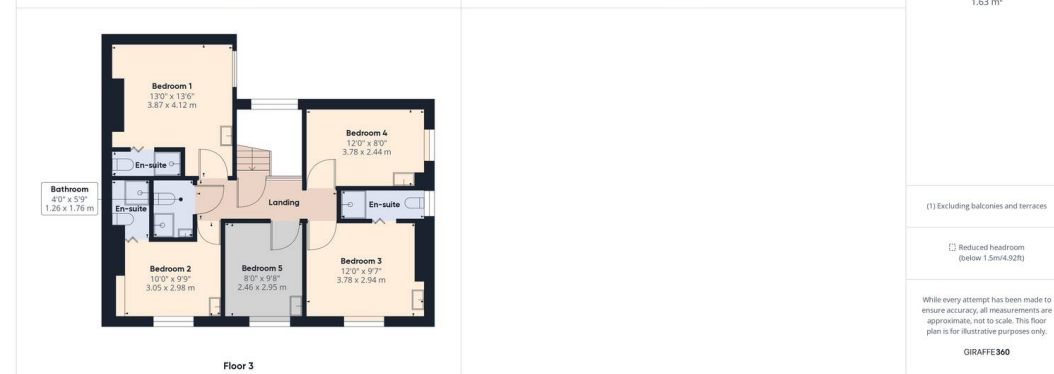 1.63 m²
Bedroom 1
13'0" x 13'6"
3.87 x 4.12 m
Bedroom 4
12'0" x 8'0"
3.78 x 2.44 m
En-suite
Bathroom
4'0" x 5'9"
1.26 x 1.76 m
En-suite
Landing
En-suite
Bedroom 2
10'0" x 9'9"
3.05 x 2.98 m
Bedroom 5
8'0" x 9'8"
2.46 x 2.95 m
Bedroom 3
12'0" x 9'7"
3.78 x 2.94 m
Floor 3
(1) Excluding balconies and terraces
Reduced headroom
(below 1.5m/4.92ft)
While every attempt has been made to
ensure accuracy, all measurements are
approximate, not to scale. This floor
plan is for illustrative purposes only.
GIRAFFE360